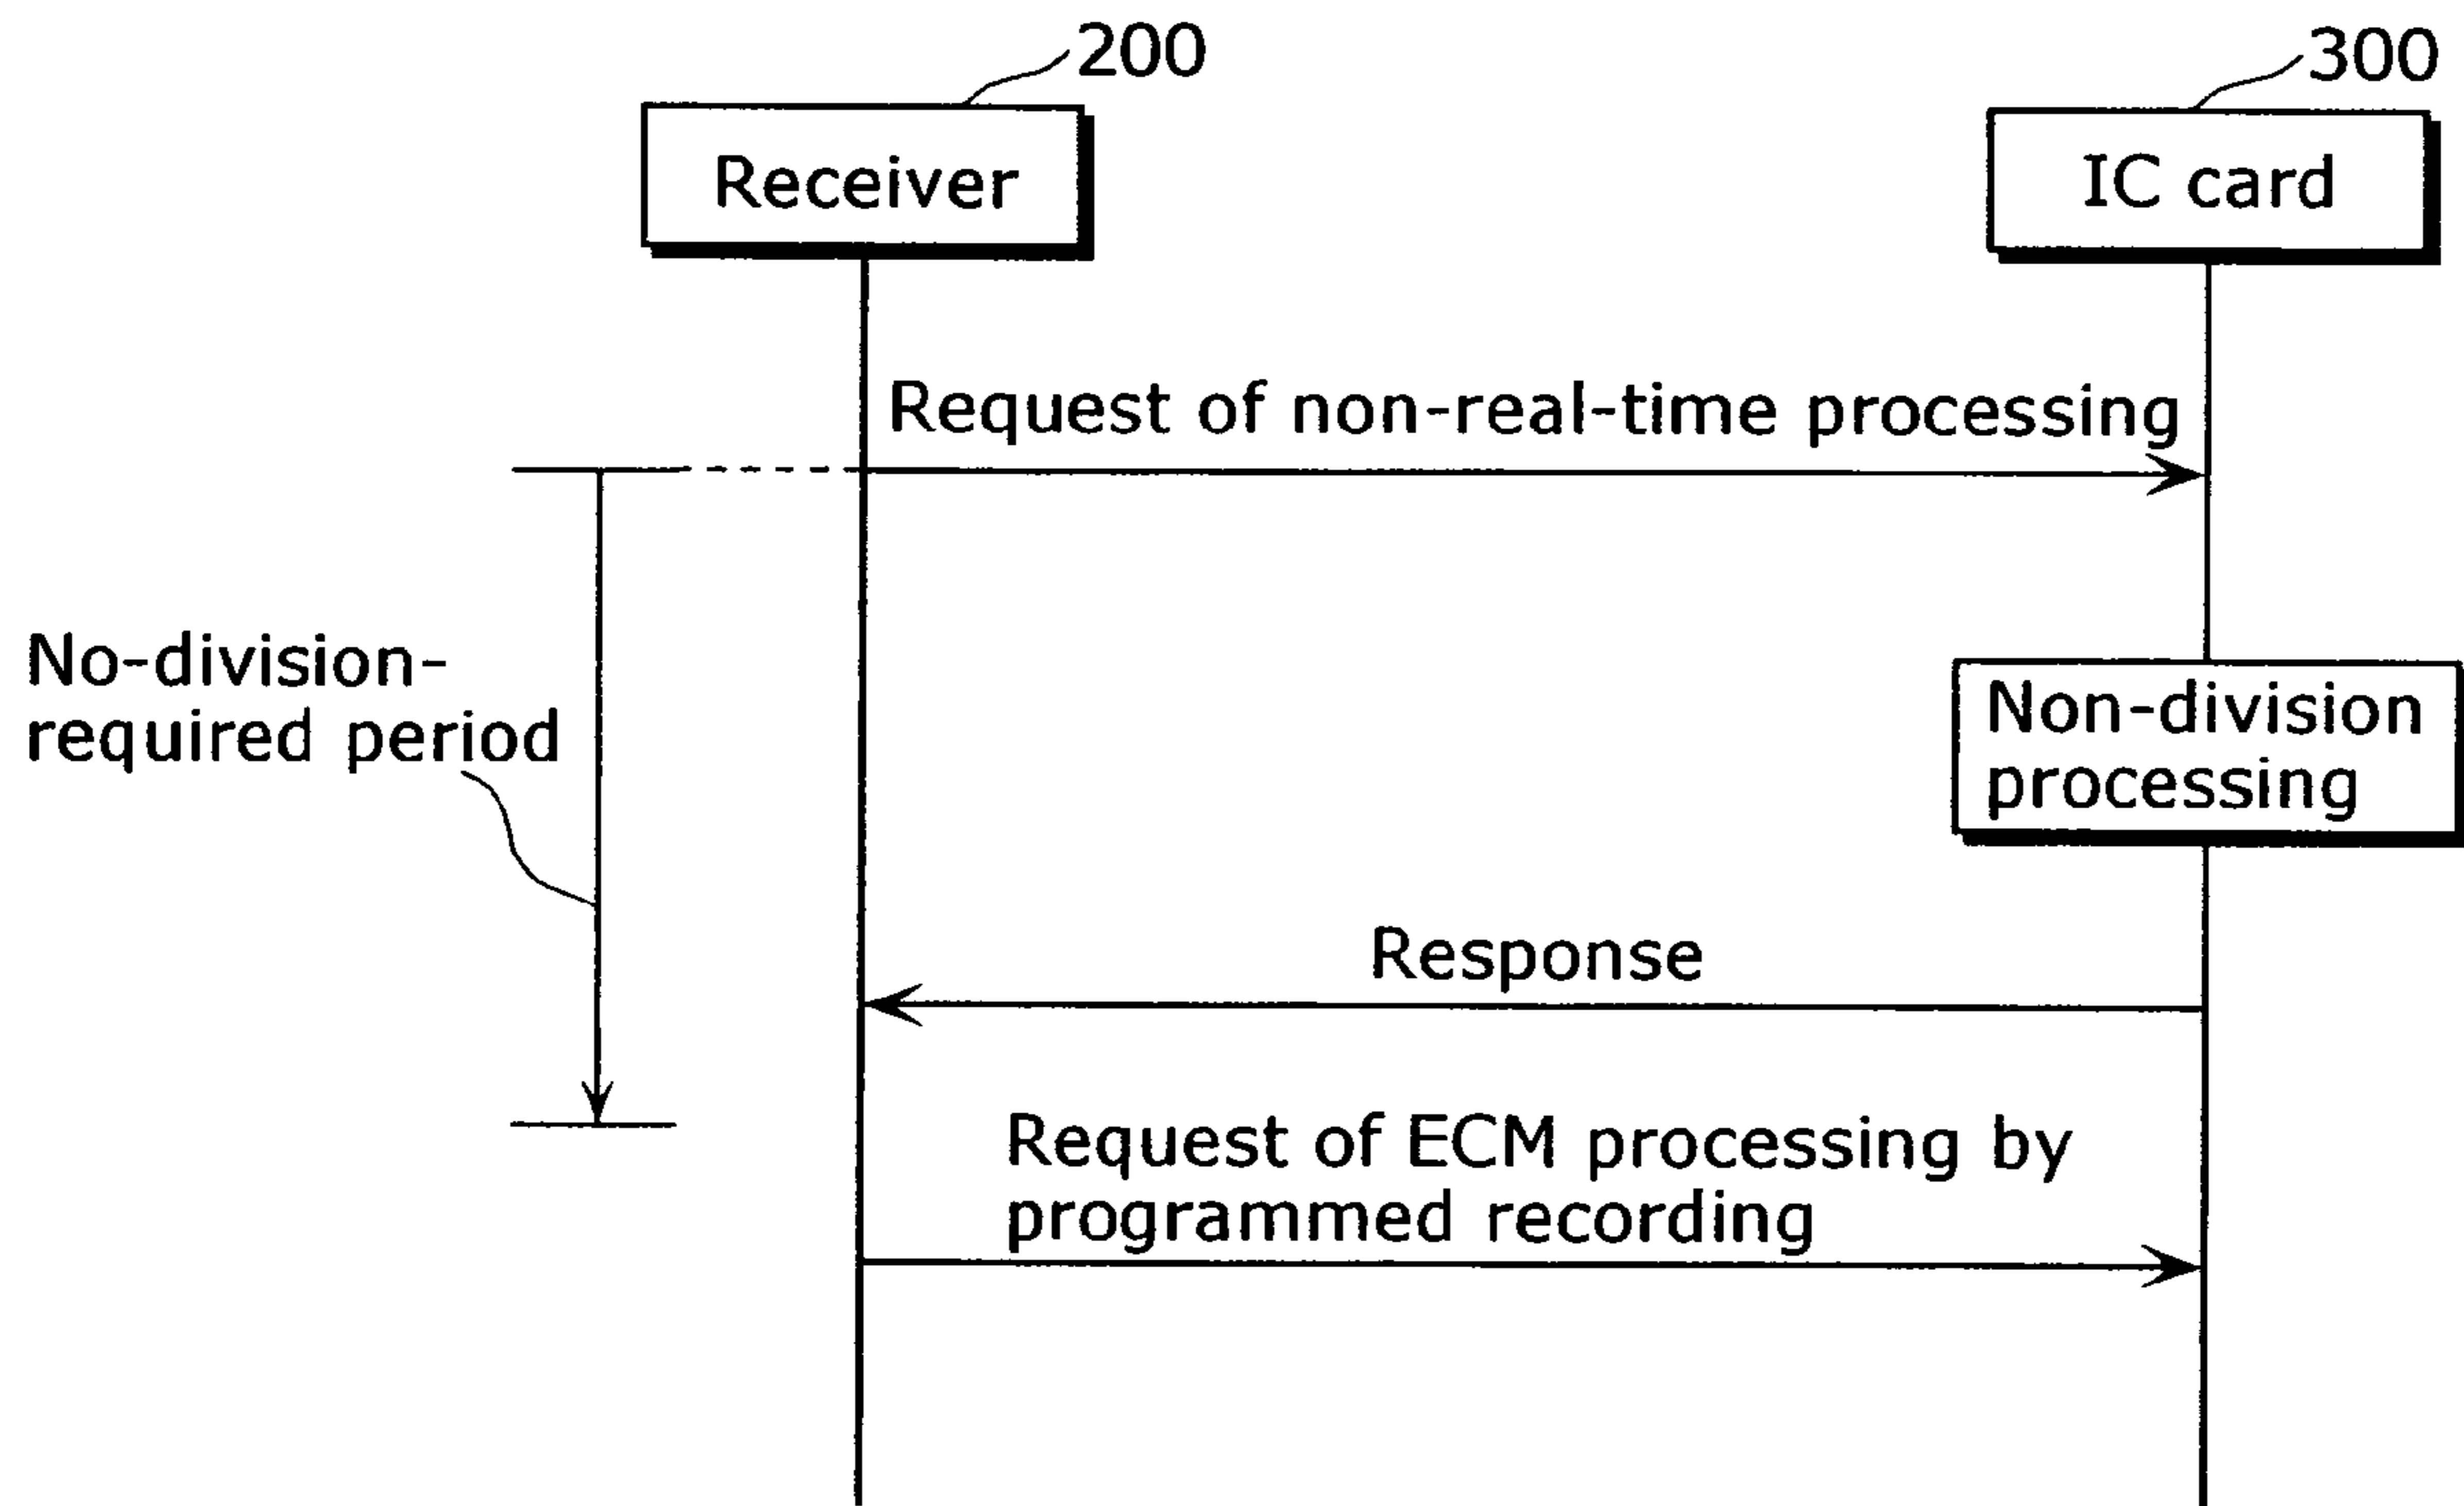 200
300
Receiver
IC card
Request of non-real-time processing
No-division-
required period
Non-division
processing
Response
Request of ECM processing by
programmed recording